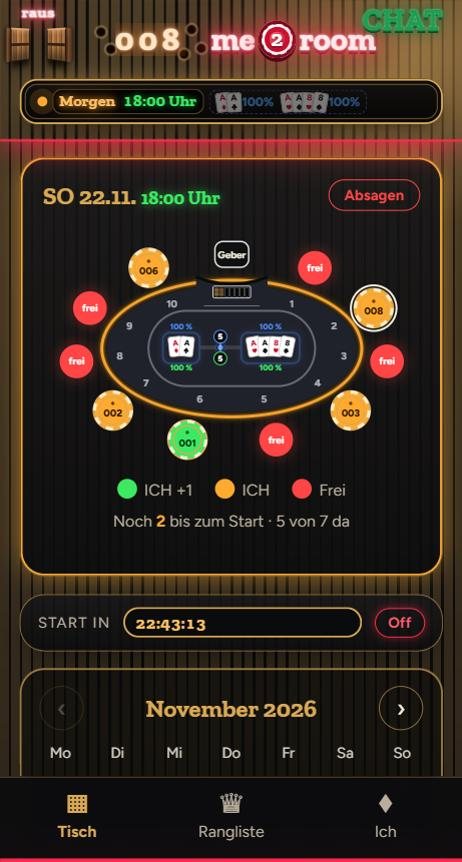 raus
008
me 2 room
CHAT
Morgen 18:00 Uhr
A A 100% A A 8 8 100%
SO 22.11. 18:00 Uhr
Absagen
Geber
006
frei
frei
008
10
1
9
2
100 %
5
100 %
A A
A A 8 8
frei
8
3
frei
100 %
5
100 %
7
4
002
6
5
003
001
frei
ICH +1
ICH
Frei
Noch 2 bis zum Start · 5 von 7 da
START IN
22:43:13
Off
‹
November 2026
›
Mo Di Mi Do Fr Sa So
Tisch
Rangliste
Ich